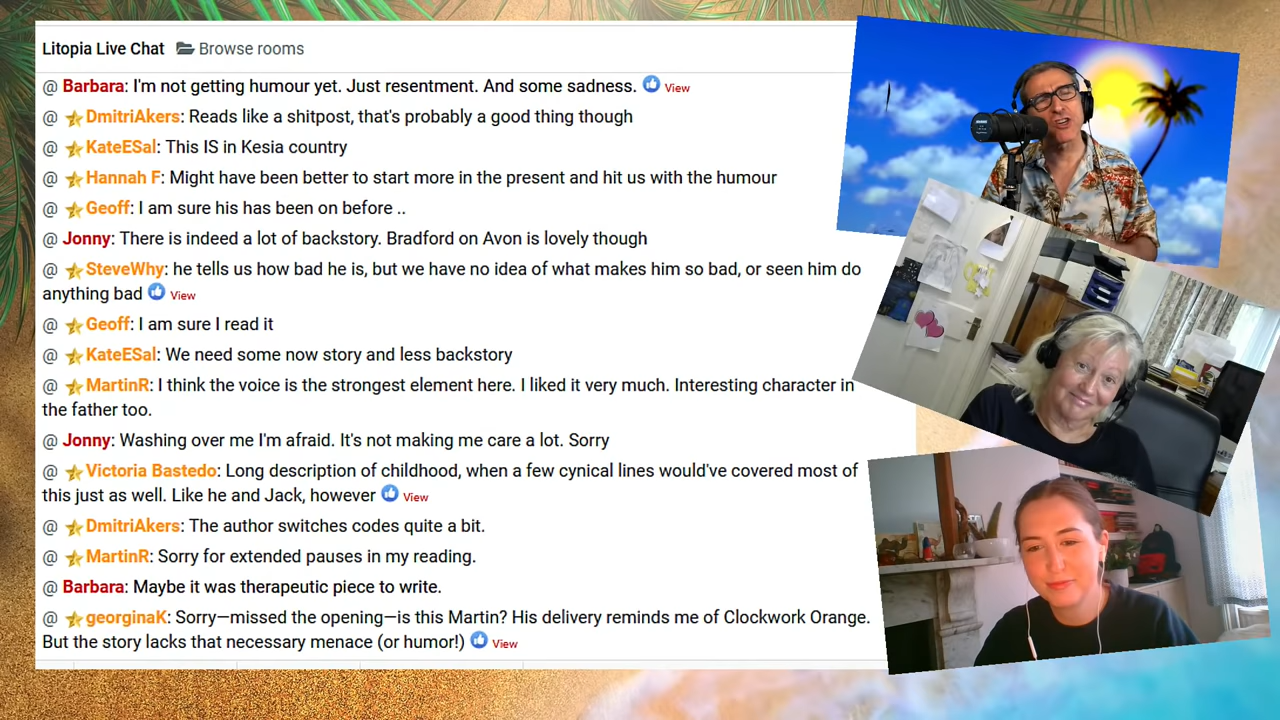 Litopia Live Chat Browse rooms
@ Barbara: I'm not getting humour yet. Just resentment. And some sadness. View
@ DmitriAkers: Reads like a shitpost, that's probably a good thing though
@ KateESal: This IS in Kesia country
@ Hannah F: Might have been better to start more in the present and hit us with the humour
@ Geoff: I am sure his has been on before ..
@ Jonny: There is indeed a lot of backstory. Bradford on Avon is lovely though
@ SteveWhy: he tells us how bad he is, but we have no idea of what makes him so bad, or seen him do
anything bad View
@ Geoff: I am sure I read it
@ KateESal: We need some now story and less backstory
@ MartinR: I think the voice is the strongest element here. I liked it very much. Interesting character in
the father too.
@ Jonny: Washing over me I'm afraid. It's not making me care a lot. Sorry
@ Victoria Bastedo: Long description of childhood, when a few cynical lines would've covered most of
this just as well. Like he and Jack, however View
@ DmitriAkers: The author switches codes quite a bit.
@ MartinR: Sorry for extended pauses in my reading.
@ Barbara: Maybe it was therapeutic piece to write.
@ georginaK: Sorry—missed the opening—is this Martin? His delivery reminds me of Clockwork Orange.
But the story lacks that necessary menace (or humor!) View